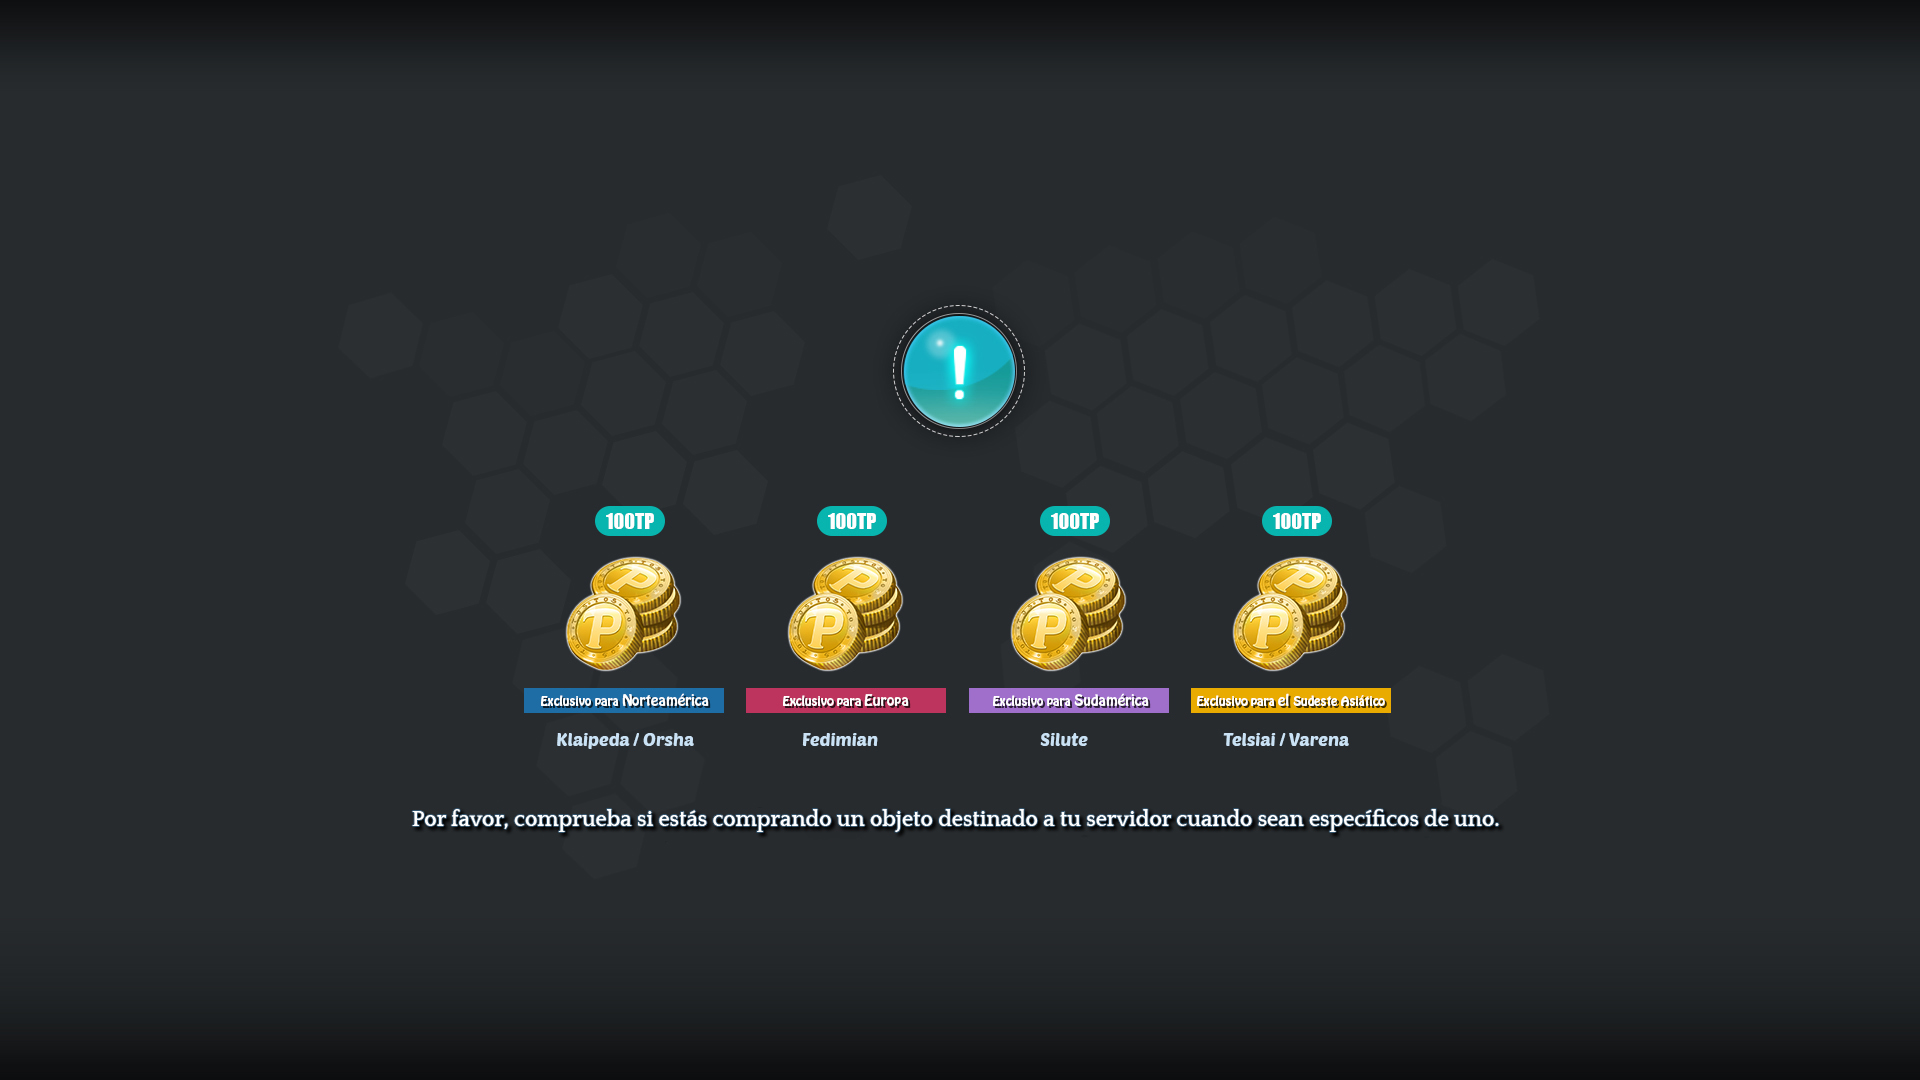 100TP 100TP 100TP 100TP
Exclusivo para Norteamérica Exclusivo para Europa Exclusivo para Sudamérica Exclusivo para el Sudeste Asiático
Klaipeda / Orsha Fedimian Silute Telsiai / Varena
Por favor, comprueba si estás comprando un objeto destinado a tu servidor cuando sean específicos de uno.